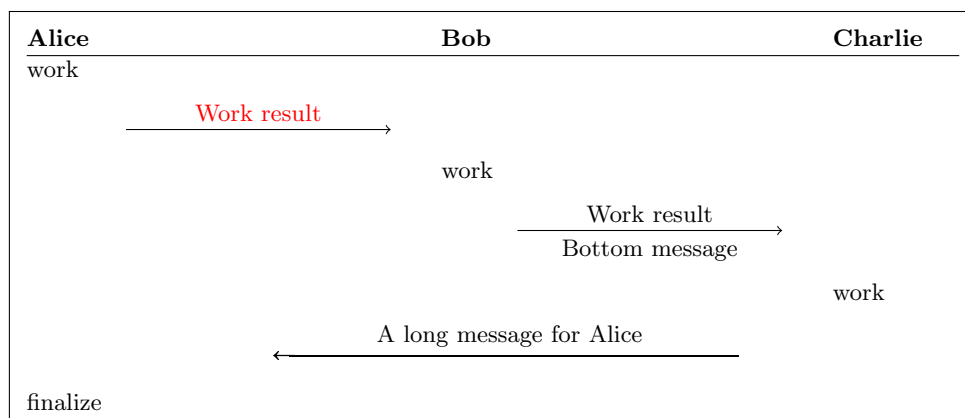 Alice Bob Charlie
work
Work result
work
Work result
Bottom message
work
A long message for Alice
finalize